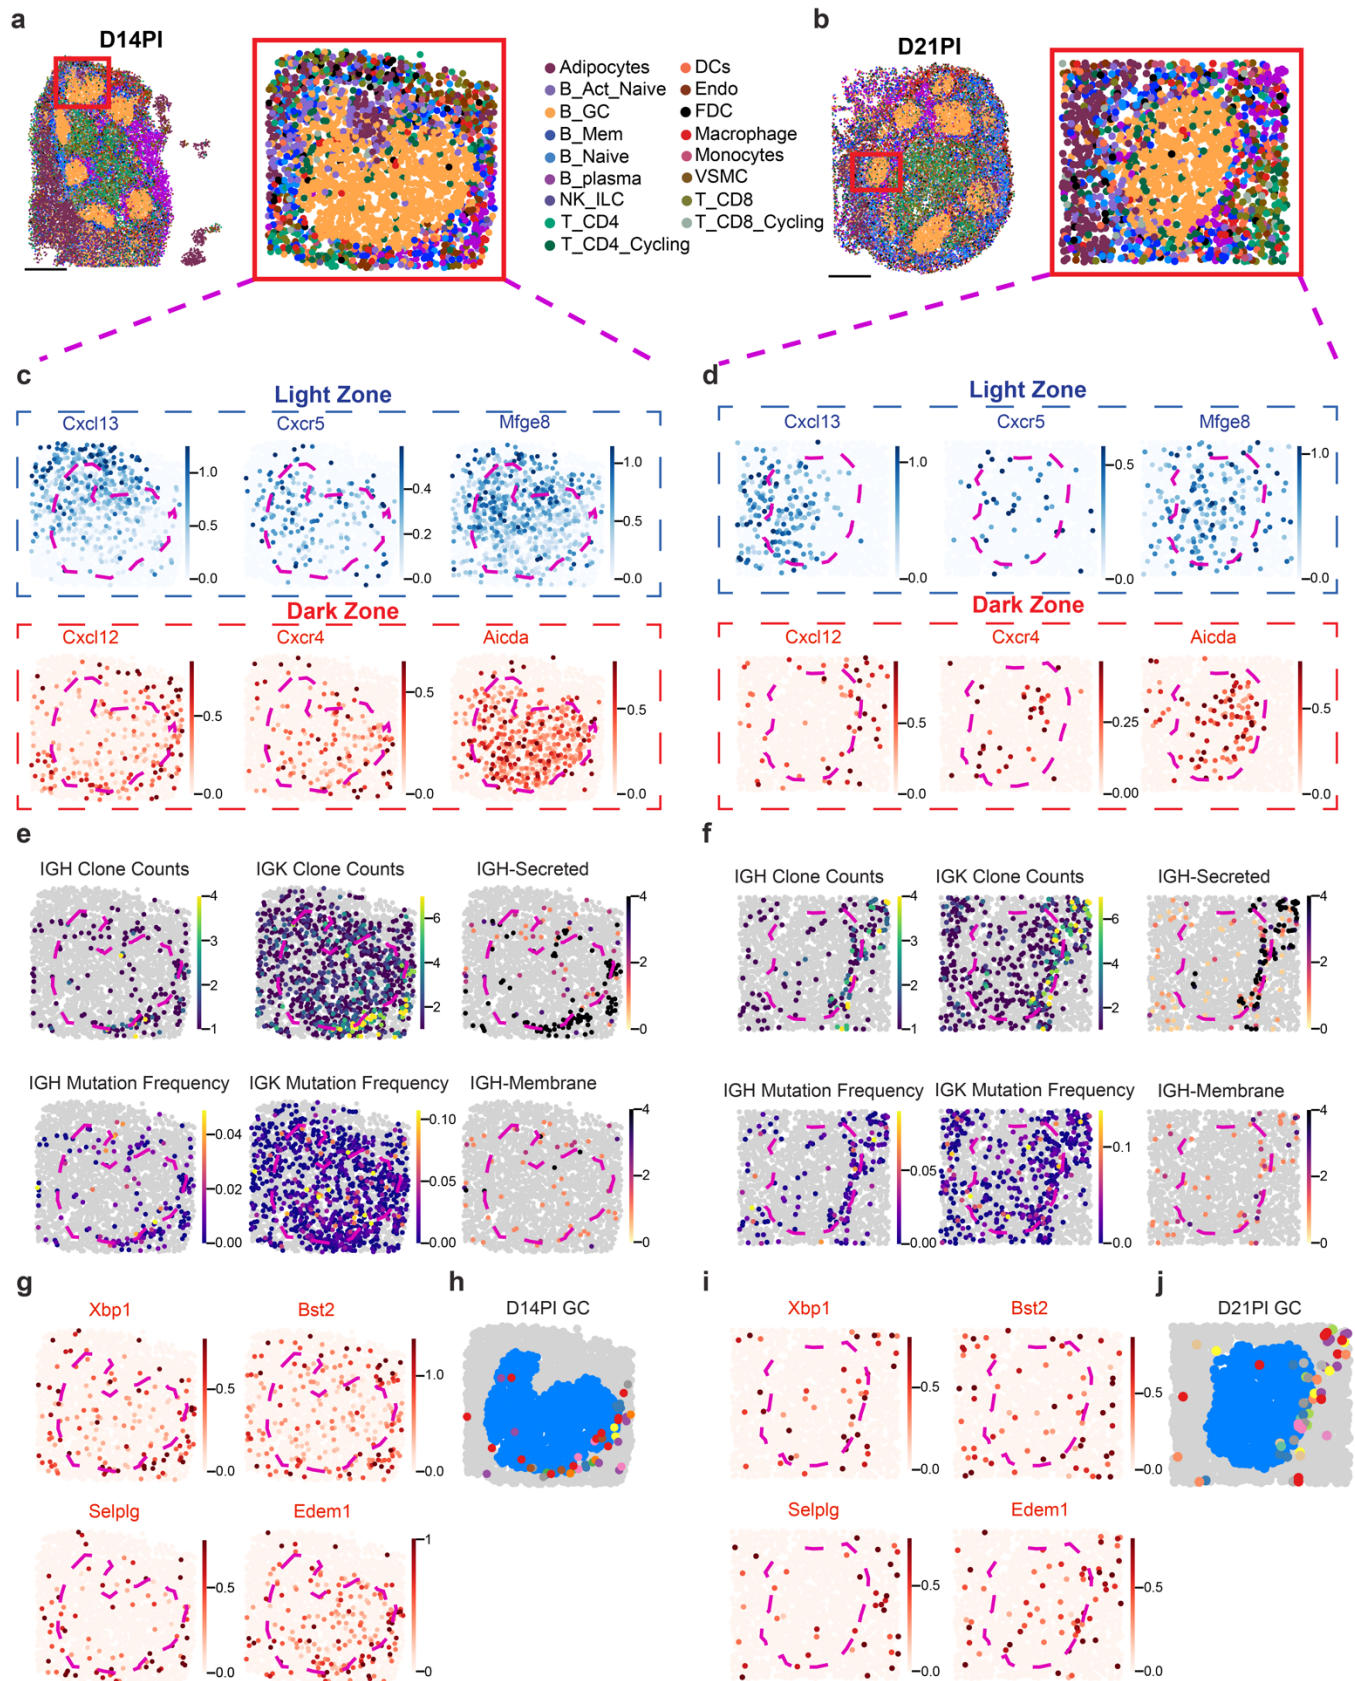 a
b
D14PI
D21PI
Adipocytes
B_Act_Naive
B_GC
B_Mem
B_Naive
B_plasma
NK_ILC
T_CD4
T_CD4_Cycling
DCs
Endo
FDC
Macrophage
Monocytes
VSMC
T_CD8
T_CD8_Cycling
c
Light Zone
Cxcl13
Cxcr5
Mfge8
1.0
0.5
0.0
0.4
0.2
0.0
1.0
0.5
0.0
Dark Zone
Cxcl12
Cxcr4
Aicda
0.5
0.0
0.5
0.0
0.5
0.0
d
Light Zone
Cxcl13
Cxcr5
Mfge8
1.0
0.0
0.5
0.0
1.0
0.0
Dark Zone
Cxcl12
Cxcr4
Aicda
0.5
0.0
0.25
0.00
0.5
0.0
e
IGH Clone Counts
IGK Clone Counts
IGH-Secreted
4
3
2
1
6
4
2
4
2
0
IGH Mutation Frequency
IGK Mutation Frequency
IGH-Membrane
0.04
0.02
0.00
0.10
0.05
0.00
4
2
0
f
IGH Clone Counts
IGK Clone Counts
IGH-Secreted
4
3
2
1
6
4
2
4
2
0
IGH Mutation Frequency
IGK Mutation Frequency
IGH-Membrane
0.05
0.00
0.1
0.0
4
2
0
g
Xbp1
Bst2
0.5
0.0
1.0
0.0
Selplg
Edem1
0.5
0.0
1
0
h
D14PI GC
i
Xbp1
Bst2
0.5
0.0
0.5
0.0
Selplg
Edem1
0.5
0.0
0.5
0.0
j
D21PI GC